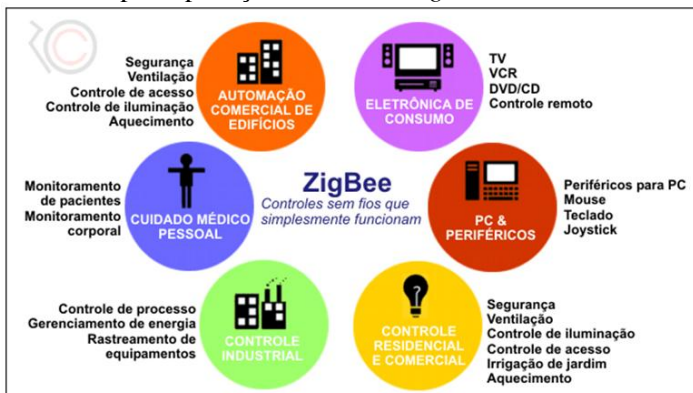 Segurança
Ventilação
Controle de acesso
Controle de iluminação
Aquecimento
AUTOMAÇÃO
COMERCIAL DE
EDIFÍCIOS
ELETRÔNICA DE
CONSUMO
TV
VCR
DVD/CD
Controle remoto
Monitoramento
de pacientes
Monitoramento
corporal
CUIDADO MÉDICO
PESSOAL
ZigBee
Controles sem fios que
simplesmente funcionam
PC &
PERIFÉRICOS
Periféricos para PC
Mouse
Teclado
Joystick
Controle de processo
Gerenciamento de energia
Rastreamento de
equipamentos
CONTROLE
INDUSTRIAL
CONTROLE
RESIDENCIAL
E COMERCIAL
Segurança
Ventilação
Controle de iluminação
Controle de acesso
Irrigação de jardim
Aquecimento